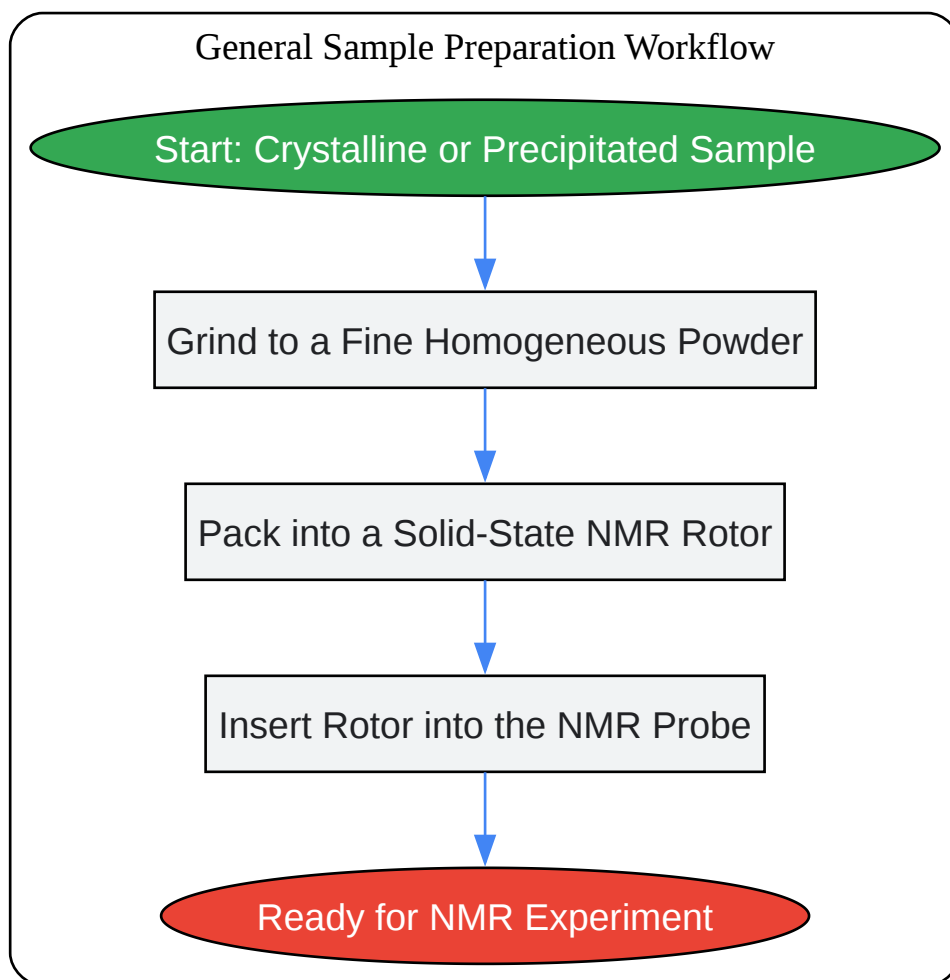 General Sample Preparation Workflow
Start: Crystalline or Precipitated Sample
Grind to a Fine Homogeneous Powder
Pack into a Solid-State NMR Rotor
Insert Rotor into the NMR Probe
Ready for NMR Experiment